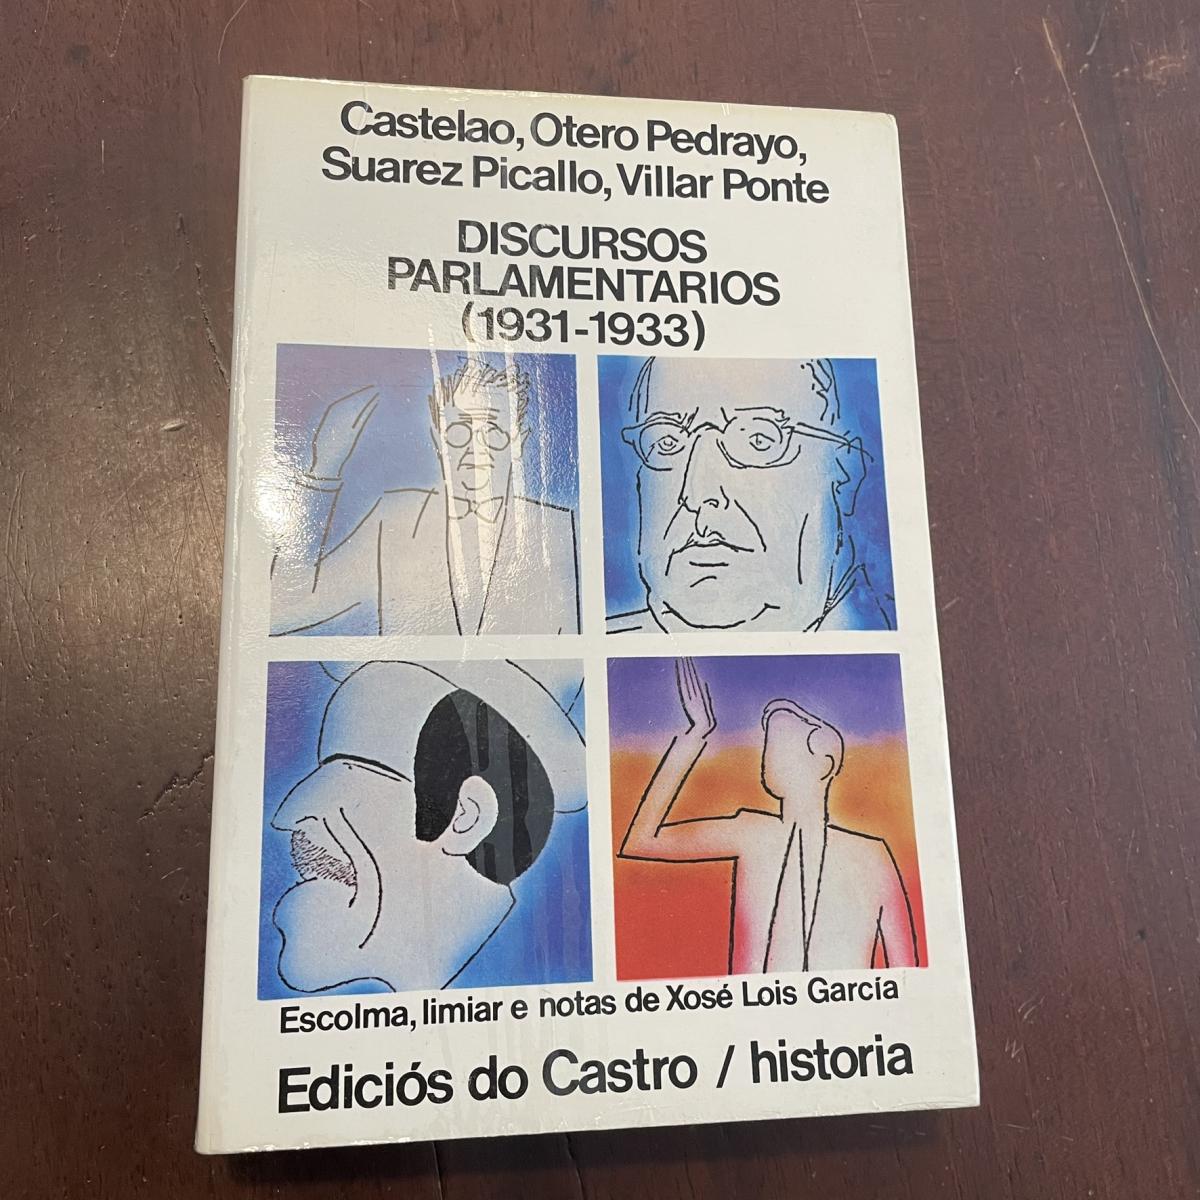 Castelao, Otero Pedrayo,
Suarez Picallo, Villar Ponte
DISCURSOS
PARLAMENTARIOS
(1931-1933)
Escolma, limiar e notas de Xosé Lois García
Ediciós do Castro / historia